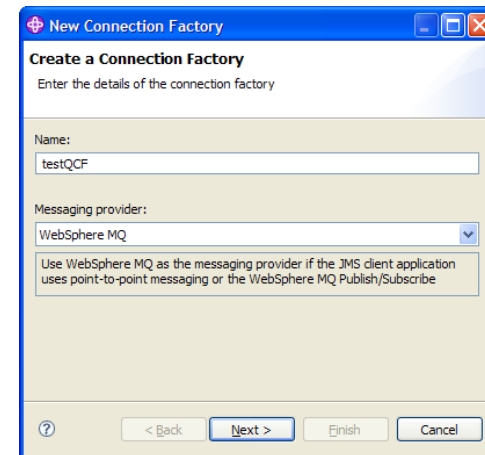 New Connection Factory
Create a Connection Factory
Enter the details of the connection factory
Name:
testQCF
Messaging provider:
WebSphere MQ
Use WebSphere MQ as the messaging provider if the JMS client application
uses point-to-point messaging or the WebSphere MQ Publish/Subscribe
? < Back Next > Finish Cancel